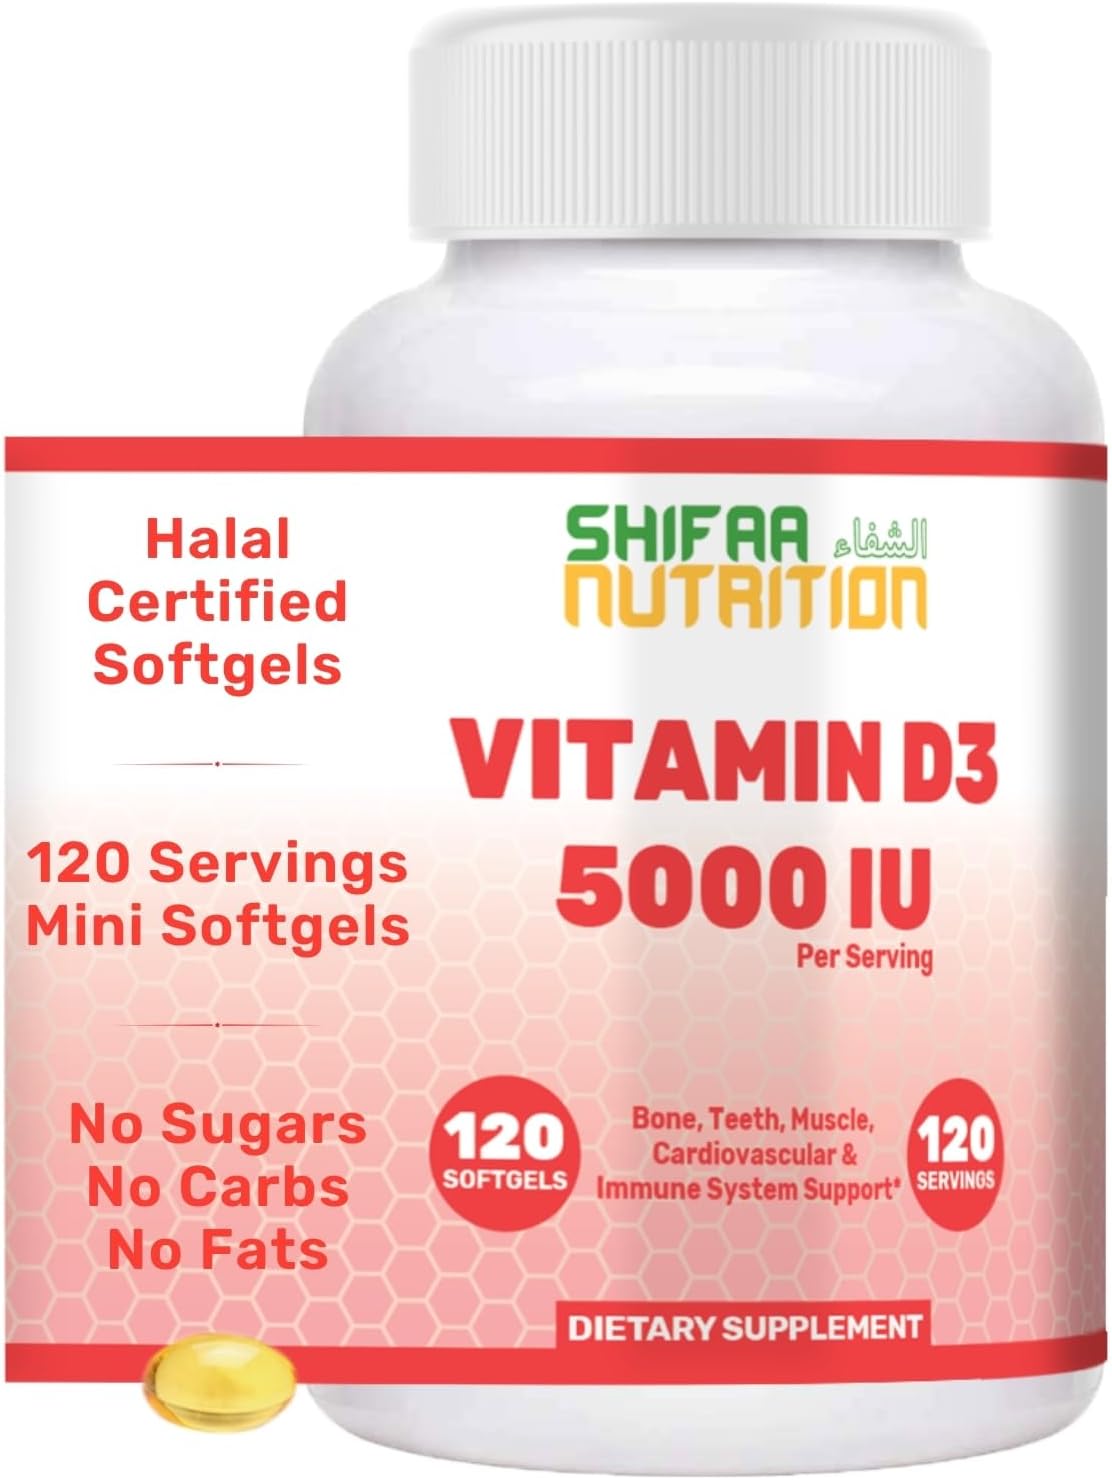 Halal
Certified
Softgels
120 Servings
Mini Softgels
No Sugars
No Carbs
No Fats
SHIFAA الشفاء
NUTRITION
VITAMIN D3
5000 IU
Per Serving
120
SOFTGELS
Bone, Teeth, Muscle,
Cardiovascular &
Immune System Support*
120
SERVINGS
DIETARY SUPPLEMENT